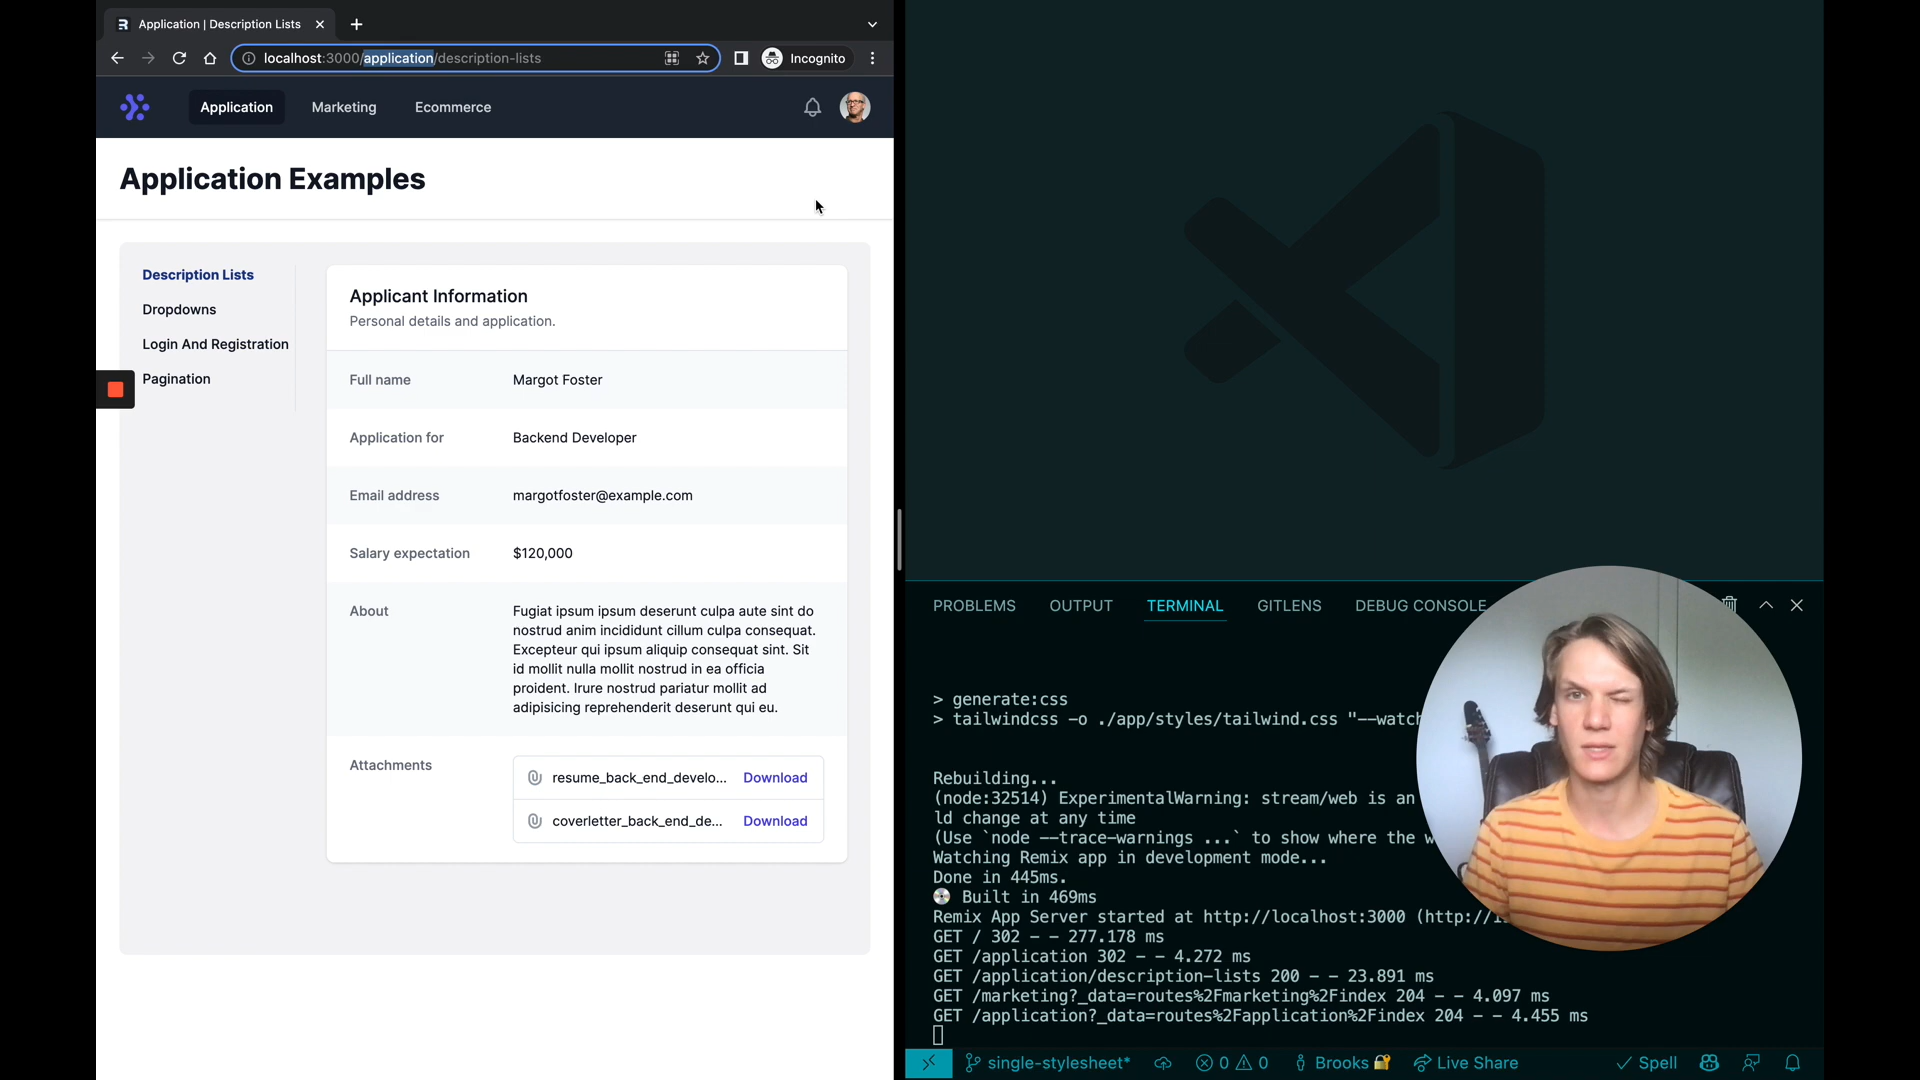 Application | Description Lists
localhost:3000/application/description-lists
Incognito
Application
Marketing
Ecommerce
Application Examples
Description Lists
Dropdowns
Login And Registration
Pagination
Applicant Information
Personal details and application.
Full name
Margot Foster
Application for
Backend Developer
Email address
margotfoster@example.com
Salary expectation
$120,000
About
Fugiat ipsum ipsum deserunt culpa aute sint do
nostrud anim incididunt cillum culpa consequat.
Excepteur qui ipsum aliquip consequat sint. Sit
id mollit nulla mollit nostrud in ea officia
proident. Irure nostrud pariatur mollit ad
adipisicing reprehenderit deserunt qui eu.
Attachments
resume_back_end_develo...
Download
coverletter_back_end_de...
Download
PROBLEMS
OUTPUT
TERMINAL
GITLENS
DEBUG CONSOLE
> generate:css
> tailwindcss -o ./app/styles/tailwind.css "--watch
Rebuilding...
(node:32514) ExperimentalWarning: stream/web is an
ld change at any time
(Use `node --trace-warnings ...` to show where the
Watching Remix app in development mode...
Done in 445ms.
💿 Built in 469ms
Remix App Server started at http://localhost:3000 (http://
GET / 302 - - 277.178 ms
GET /application 302 - - 4.272 ms
GET /application/description-lists 200 - - 23.891 ms
GET /marketing?_data=routes%2Fmarketing%2Findex 204 - - 4.097 ms
GET /application?_data=routes%2Fapplication%2Findex 204 - - 4.455 ms
single-stylesheet*
0
0
Brooks 🔐
Live Share
Spell